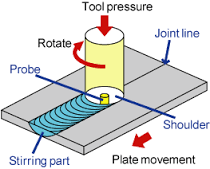 Tool pressure
Rotate
Joint line
Probe
Shoulder
Stirring part
Plate movement